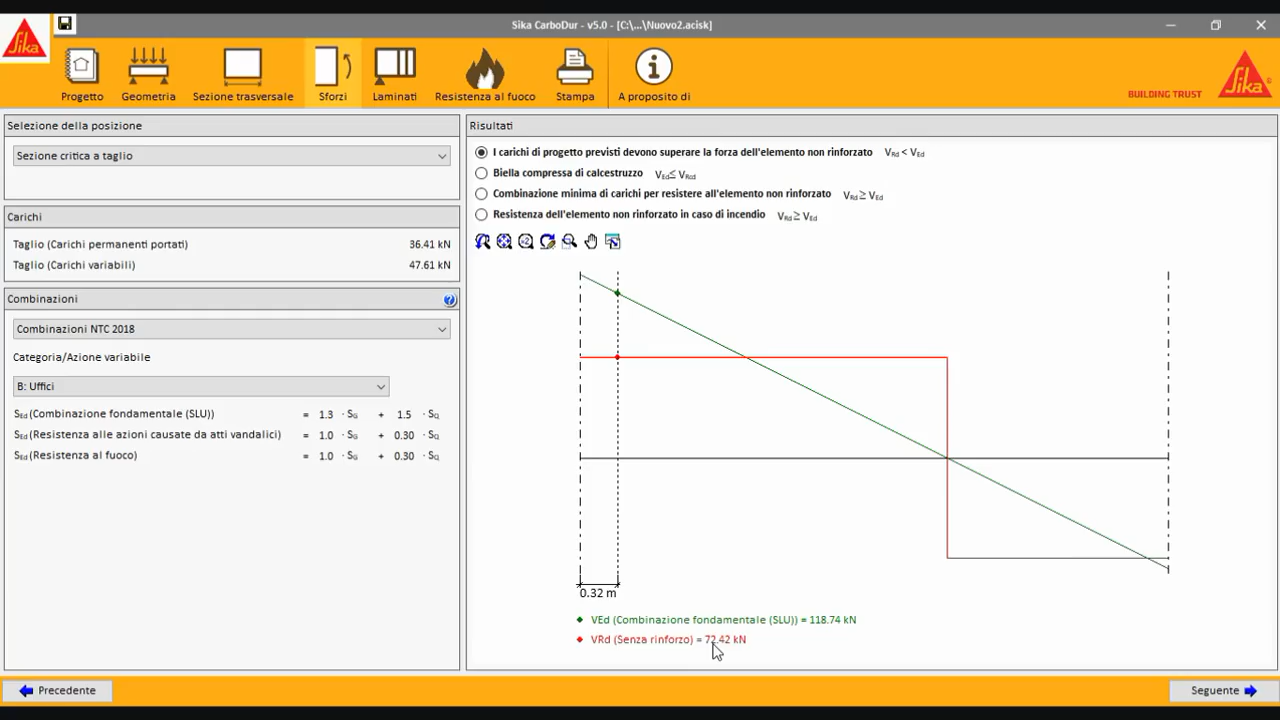 Sika CarboDur - v5.0 - [C:\...\Nuovo2.acisk]
Sika
Progetto
Geometria
Sezione trasversale
Sforzi
Laminati
Resistenza al fuoco
Stampa
A proposito di
BUILDING TRUST
Sika
Selezione della posizione
Sezione critica a taglio
Carichi
Taglio (Carichi permanenti portati) 36.41 kN
Taglio (Carichi variabili) 47.61 kN
Combinazioni
Combinazioni NTC 2018
Categoria/Azione variabile
B: Uffici
SEd (Combinazione fondamentale (SLU)) = 1.3 · SG + 1.5 · SQ
SEd (Resistenza alle azioni causate da atti vandalici) = 1.0 · SG + 0.30 · SQ
SEd (Resistenza al fuoco) = 1.0 · SG + 0.30 · SQ
Risultati
I carichi di progetto previsti devono superare la forza dell'elemento non rinforzato VRd < VEd
Biella compressa di calcestruzzo VEd ≤ VRcd
Combinazione minima di carichi per resistere all'elemento non rinforzato VRd ≥ VEd
Resistenza dell'elemento non rinforzato in caso di incendio VRd ≥ VEd
0.32 m
VEd (Combinazione fondamentale (SLU)) = 118.74 kN
VRd (Senza rinforzo) = 72.42 kN
Precedente
Seguente